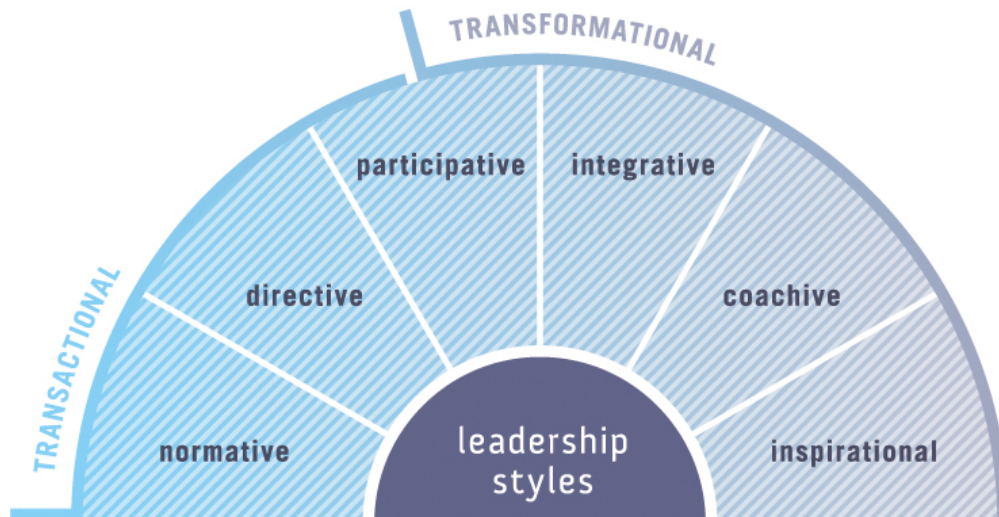 TRANSFORMATIONAL
TRANSACTIONAL
participative
integrative
directive
coachive
normative
inspirational
leadership
styles